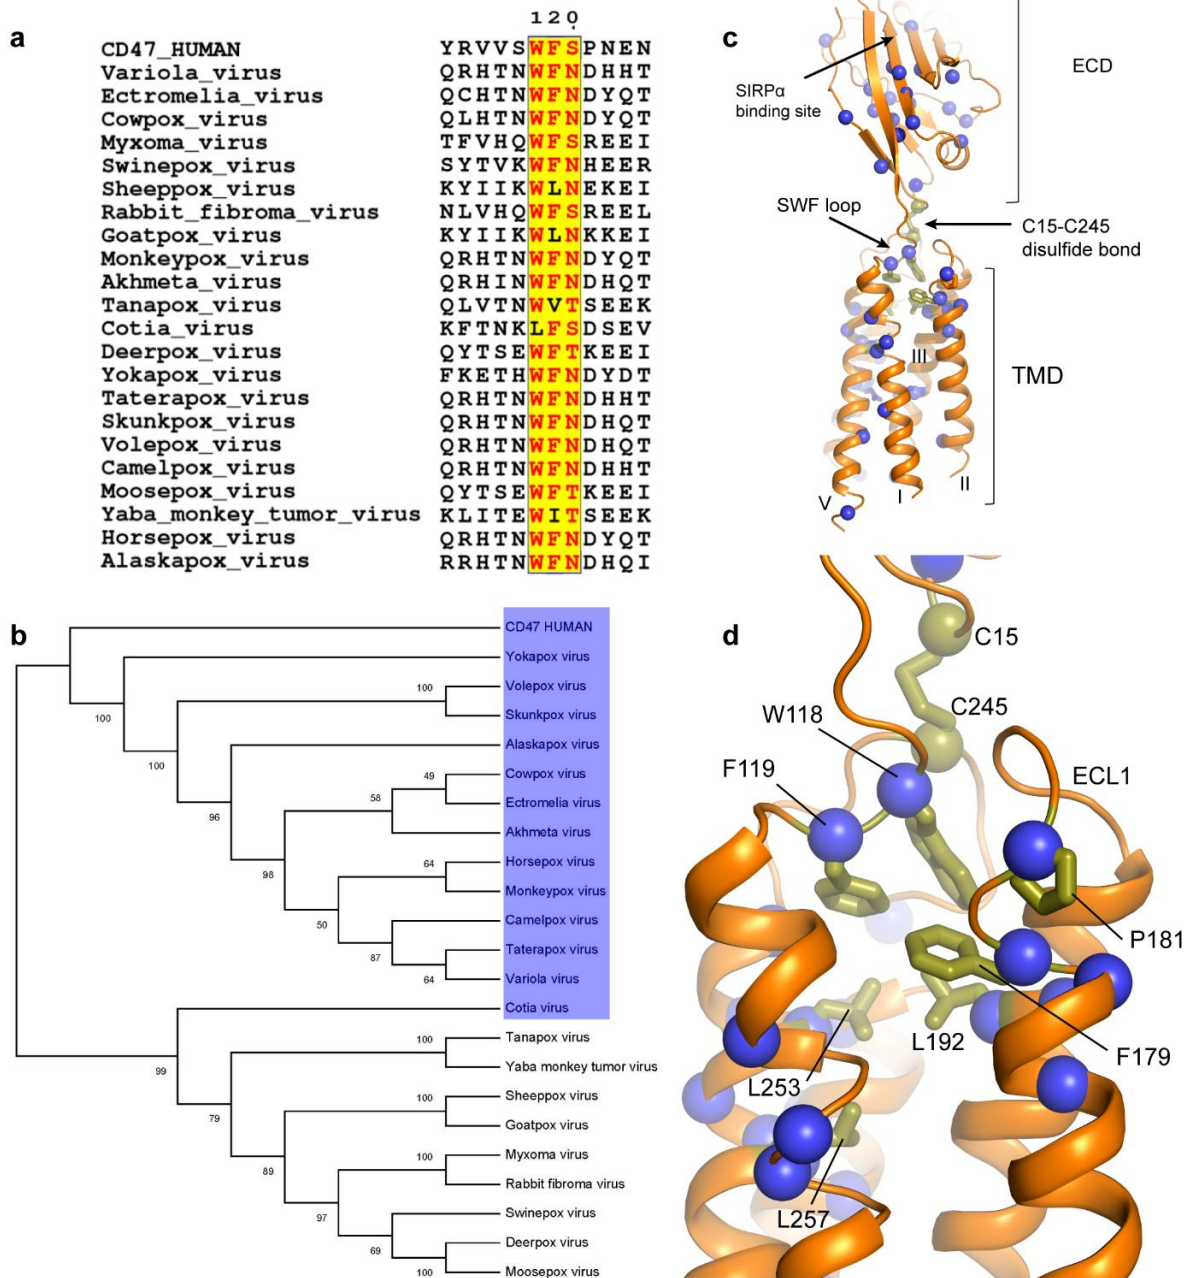 a
120
CD47_HUMAN YRVVSWFSPNEN
Variola_virus QRHTNWFNDHHT
Ectromelia_virus QCHTNWFNDYQT
Cowpox_virus QLHTNWFNDYQT
Myxoma_virus TFVHQWFSREEI
Swinepox_virus SYTVKWFNHEER
Sheeppox_virus KYIIKWLNEKEI
Rabbit_fibroma_virus NLVHQWFSREEL
Goatpox_virus KYIIKWLNKKEI
Monkeypox_virus QRHTNWFNDYQT
Akhmeta_virus QRHINWFNDHQT
Tanapox_virus QLVTNWVTSEEK
Cotia_virus KFTNKLFSDSEV
Deerpox_virus QYTSEWFTKEEI
Yokapox_virus FKETHWFNDYDT
Taterapox_virus QRHTNWFNDHHT
Skunkpox_virus QRHTNWFNDHQT
Volepox_virus QRHTNWFNDHQT
Camelpox_virus QRHTNWFNDHHT
Moosepox_virus QYTSEWFTKEEI
Yaba_monkey_tumor_virus KLITEWITSEEK
Horsepox_virus QRHTNWFNDYQT
Alaskapox_virus RRHTNWFNDHQI
b
CD47 HUMAN
Yokapox virus
100
Volepox virus
100
Skunkpox virus
100
Alaskapox virus
96
Cowpox virus
49
Ectromelia virus
58
Akhmeta virus
98
Horsepox virus
64
Monkeypox virus
50
Camelpox virus
87
Taterapox virus
64
Variola virus
Cotia virus
99
Tanapox virus
100
Yaba monkey tumor virus
79
Sheeppox virus
100
Goatpox virus
89
Myxoma virus
100
Rabbit fibroma virus
97
Swinepox virus
69
Deerpox virus
100
Moosepox virus
c
ECD
SIRPα
binding site
SWF loop
C15-C245
disulfide bond
III
TMD
V
I
II
d
C15
C245
W118
F119
ECL1
P181
L192
F179
L253
L257